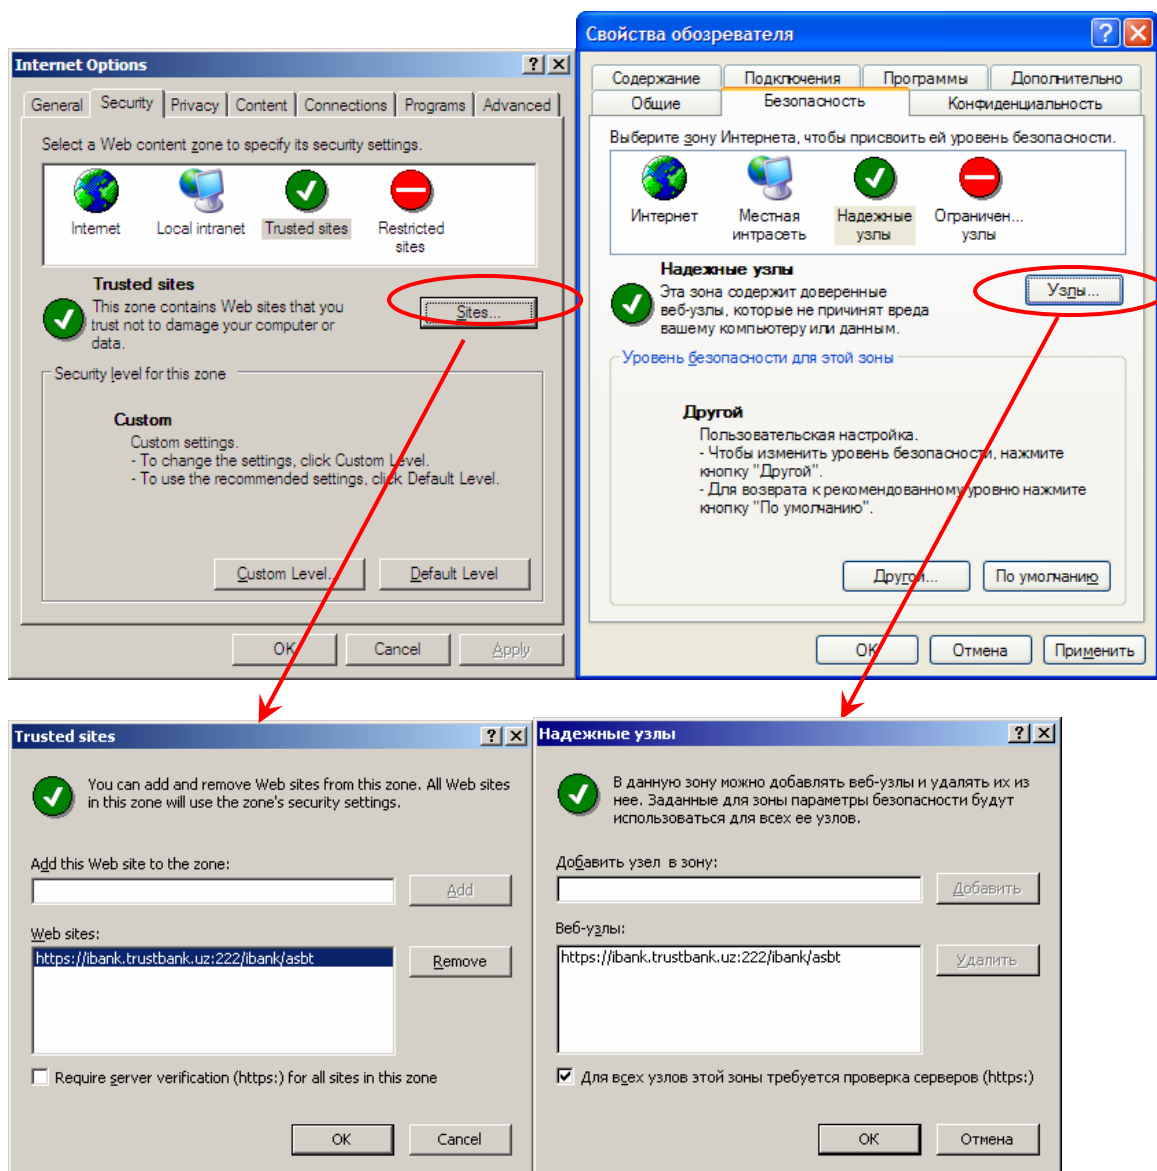 Internet Options
General Security Privacy Content Connections Programs Advanced
Select a Web content zone to specify its security settings.
Internet
Local intranet
Trusted sites
Restricted
sites
Trusted sites
This zone contains Web sites that you
trust not to damage your computer or
data.
Sites...
Security level for this zone
Custom
Custom settings.
- To change the settings, click Custom Level.
- To use the recommended settings, click Default Level.
Custom Level... Default Level
OK Cancel Apply
Свойства обозревателя
Содержание Подключения Программы Дополнительно
Общие Безопасность Конфиденциальность
Выберите зону Интернета, чтобы присвоить ей уровень безопасности.
Интернет
Местная
интрасеть
Надежные
узлы
Ограничен...
узлы
Надежные узлы
Эта зона содержит доверенные
веб-узлы, которые не причинят вреда
вашему компьютеру или данным.
Узлы...
Уровень безопасности для этой зоны
Другой
Пользовательская настройка.
- Чтобы изменить уровень безопасности, нажмите
кнопку "Другой".
- Для возврата к рекомендованному уровню нажмите
кнопку "По умолчанию".
Другой... По умолчанию
OK Отмена Применить
Trusted sites
You can add and remove Web sites from this zone. All Web sites
in this zone will use the zone's security settings.
Add this Web site to the zone:
Add
Web sites:
https://ibank.trustbank.uz:222/ibank/asbt
Remove
Require server verification (https:) for all sites in this zone
OK Cancel
Надежные узлы
В данную зону можно добавлять веб-узлы и удалять их из
нее. Заданные для зоны параметры безопасности будут
использоваться для всех ее узлов.
Добавить узел в зону:
Добавить
Веб-узлы:
https://ibank.trustbank.uz:222/ibank/asbt
Удалить
Для всех узлов этой зоны требуется проверка серверов (https:)
OK Отмена